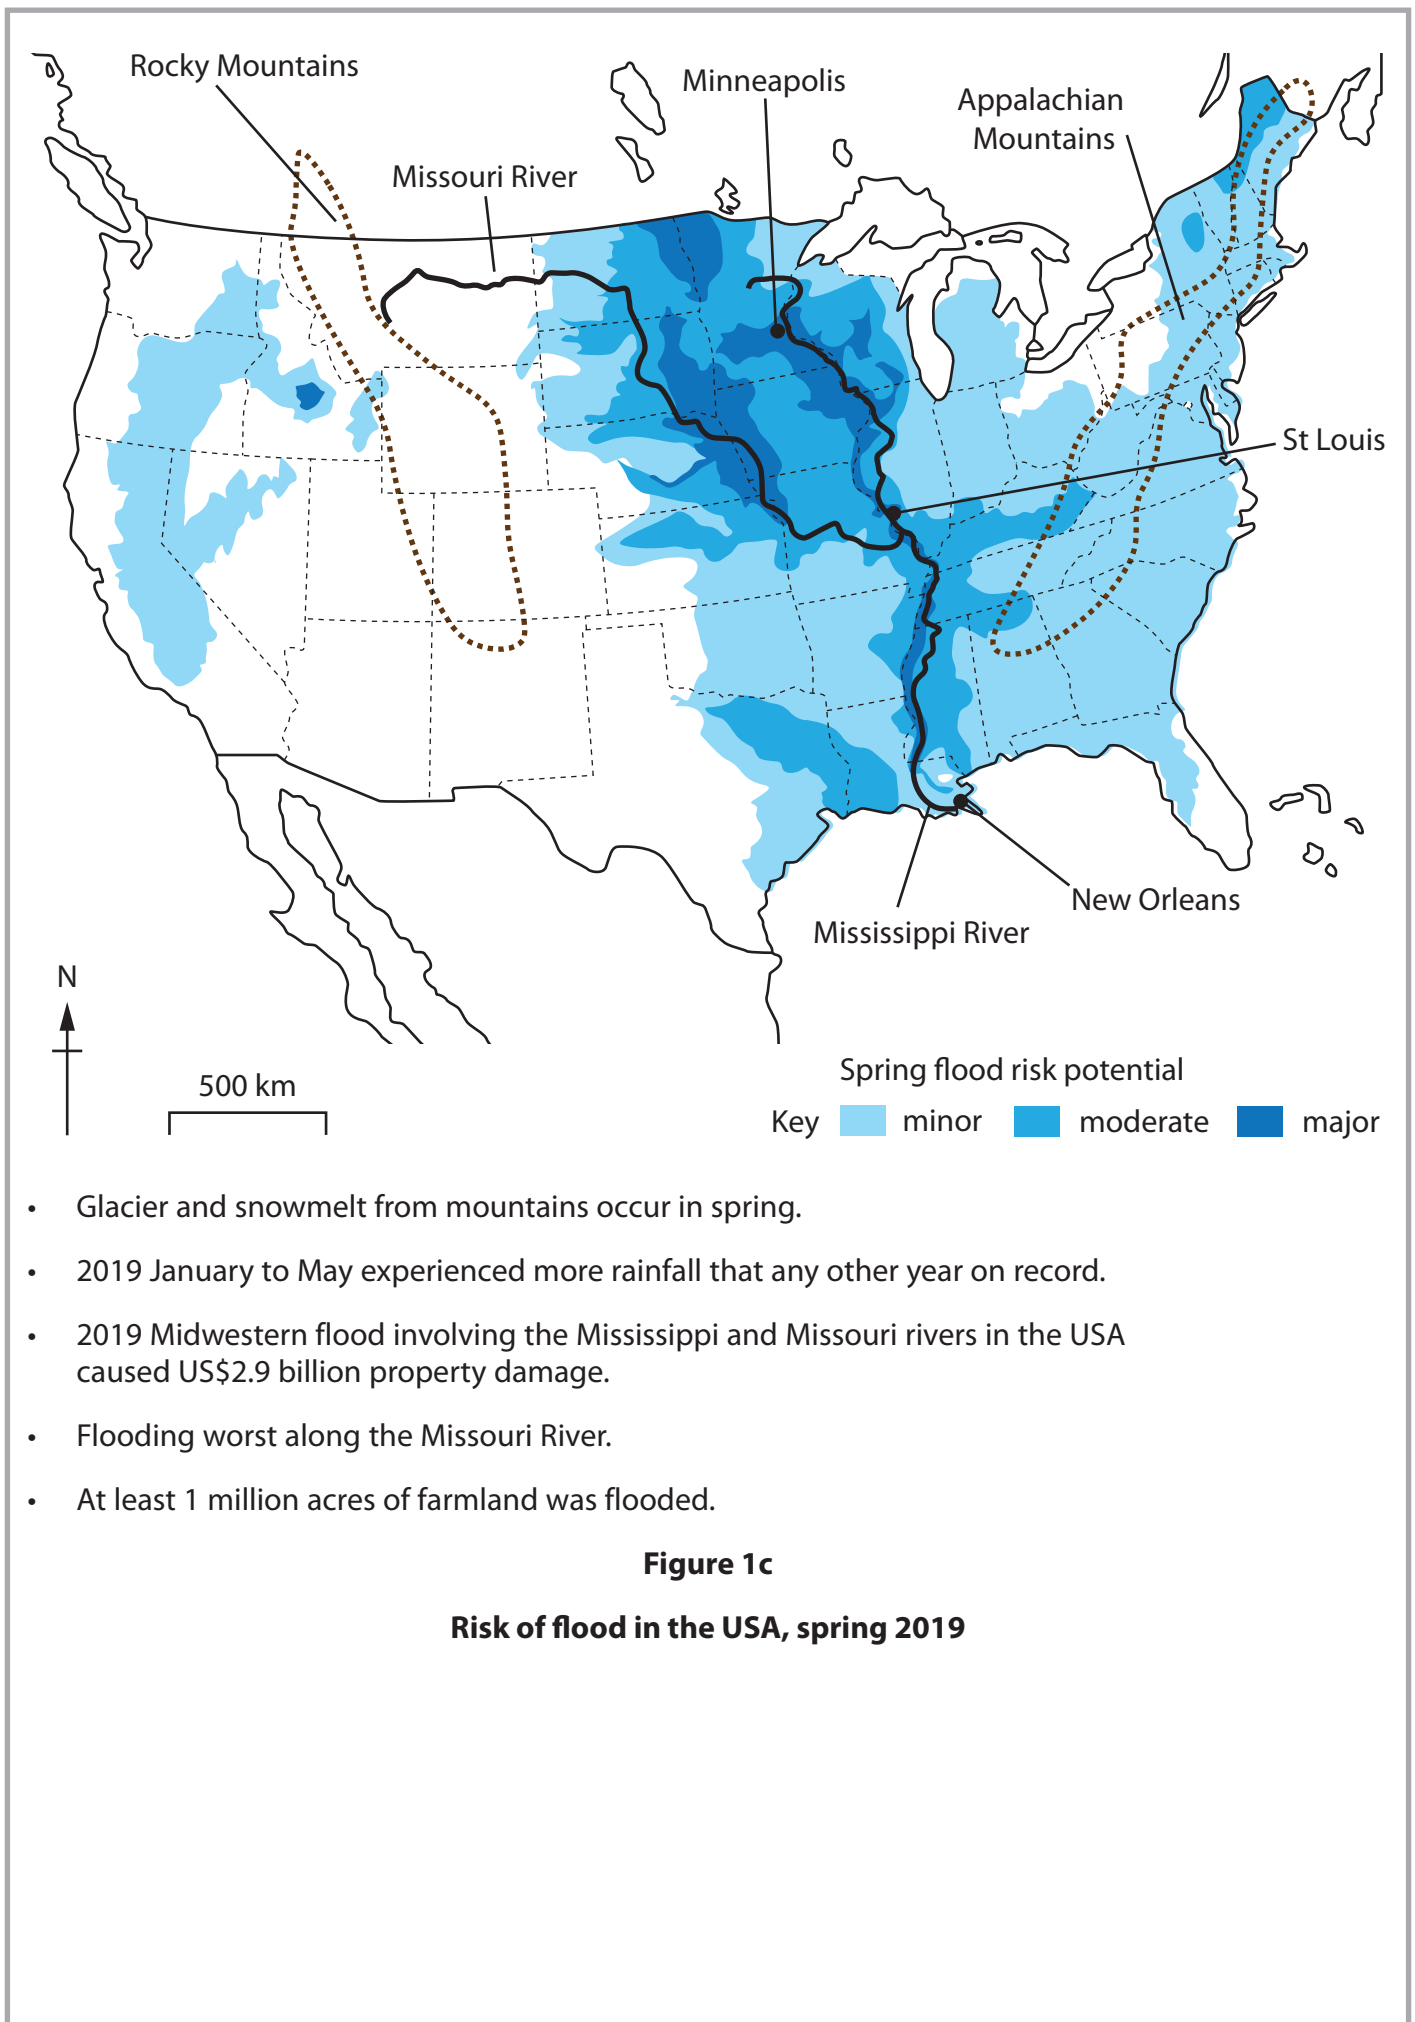 Rocky Mountains
Minneapolis
Appalachian
Mountains
Missouri River
St Louis
New Orleans
Mississippi River
N
500 km
Spring flood risk potential
Key minor moderate major
• Glacier and snowmelt from mountains occur in spring.
• 2019 January to May experienced more rainfall that any other year on record.
• 2019 Midwestern flood involving the Mississippi and Missouri rivers in the USA
caused US$2.9 billion property damage.
• Flooding worst along the Missouri River.
• At least 1 million acres of farmland was flooded.
Figure 1c
Risk of flood in the USA, spring 2019